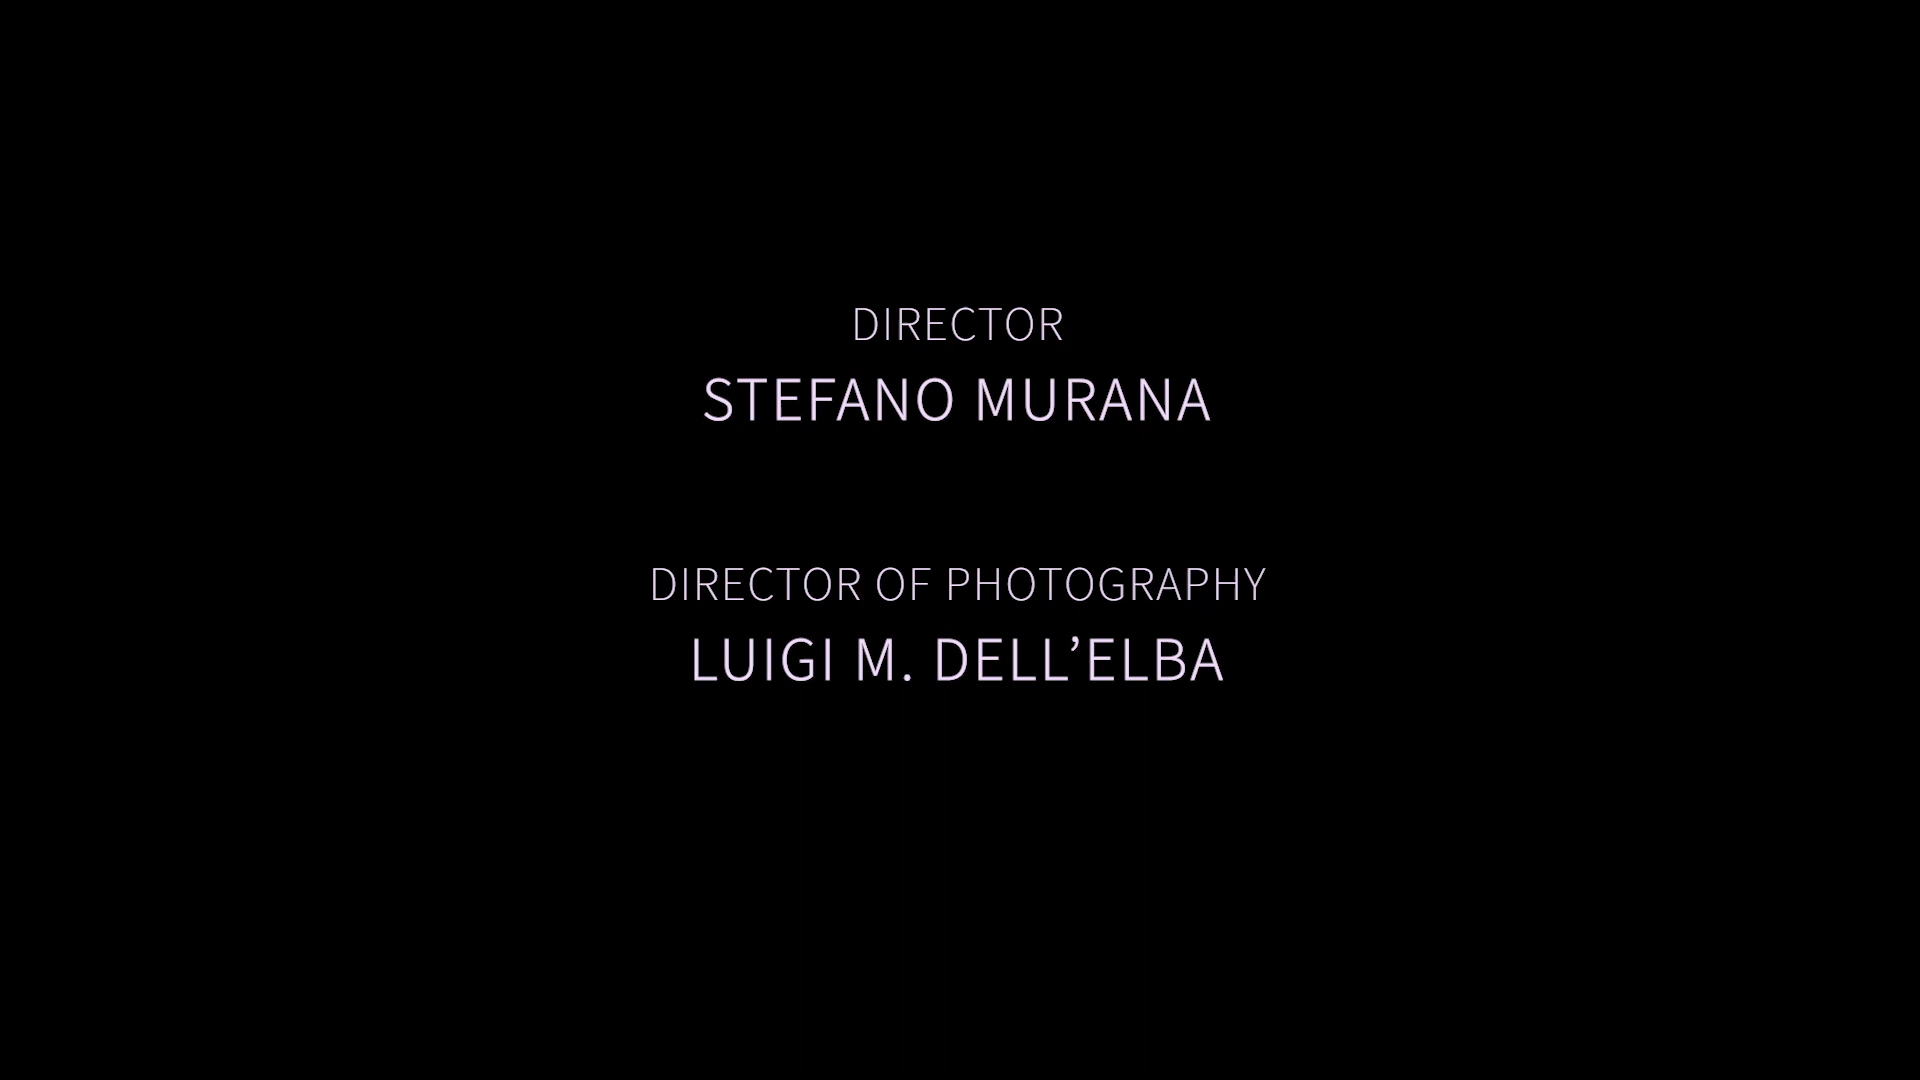 DIRECTOR
STEFANO MURANA
DIRECTOR OF PHOTOGRAPHY
LUIGI M. DELL’ELBA